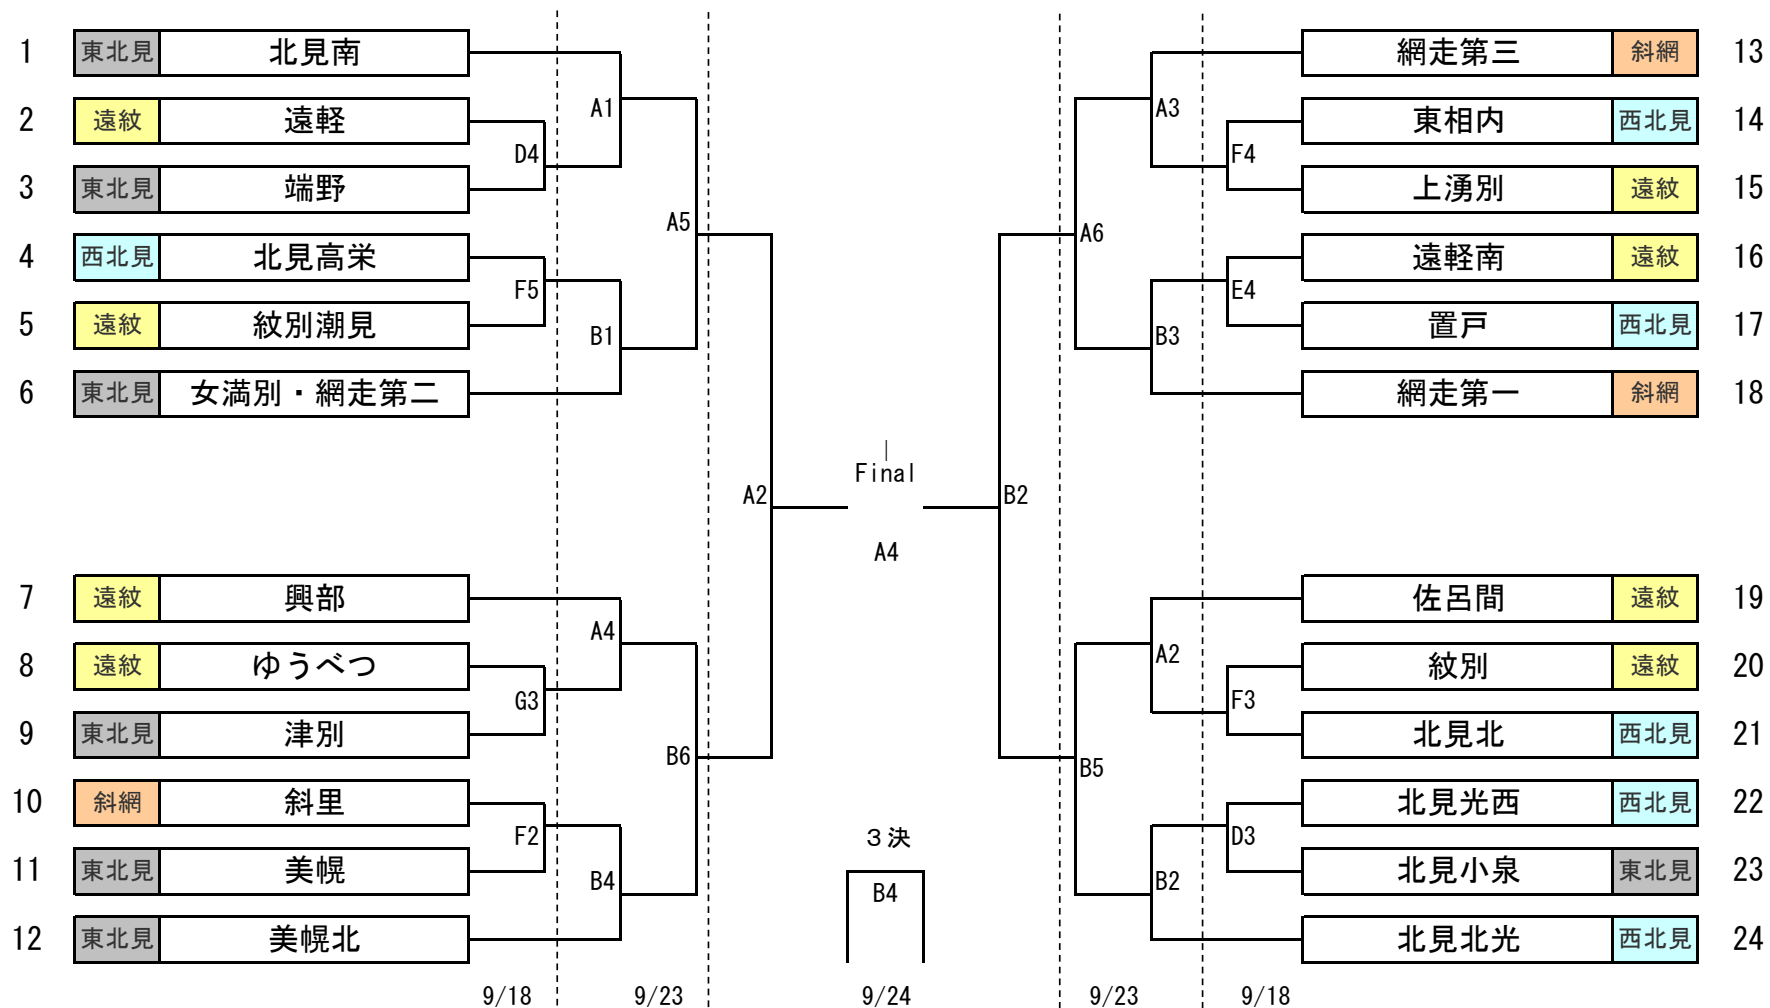 1 東北見 北見南
2 遠紋 遠軽
3 東北見 端野
4 西北見 北見高栄
5 遠紋 紋別潮見
6 東北見 女満別・網走第二
7 遠紋 興部
8 遠紋 ゆうべつ
9 東北見 津別
10 斜網 斜里
11 東北見 美幌
12 東北見 美幌北
D4
F5
G3
F2
A1
B1
A4
B4
A5
B6
A2
|
Final
A4
3決
B4
B2
A6
B5
A3
B3
A2
B2
F4
E4
F3
D3
網走第三 斜網 13
東相内 西北見 14
上湧別 遠紋 15
遠軽南 遠紋 16
置戸 西北見 17
網走第一 斜網 18
佐呂間 遠紋 19
紋別 遠紋 20
北見北 西北見 21
北見光西 西北見 22
北見小泉 東北見 23
北見北光 西北見 24
9/18 9/23 9/24 9/23 9/18